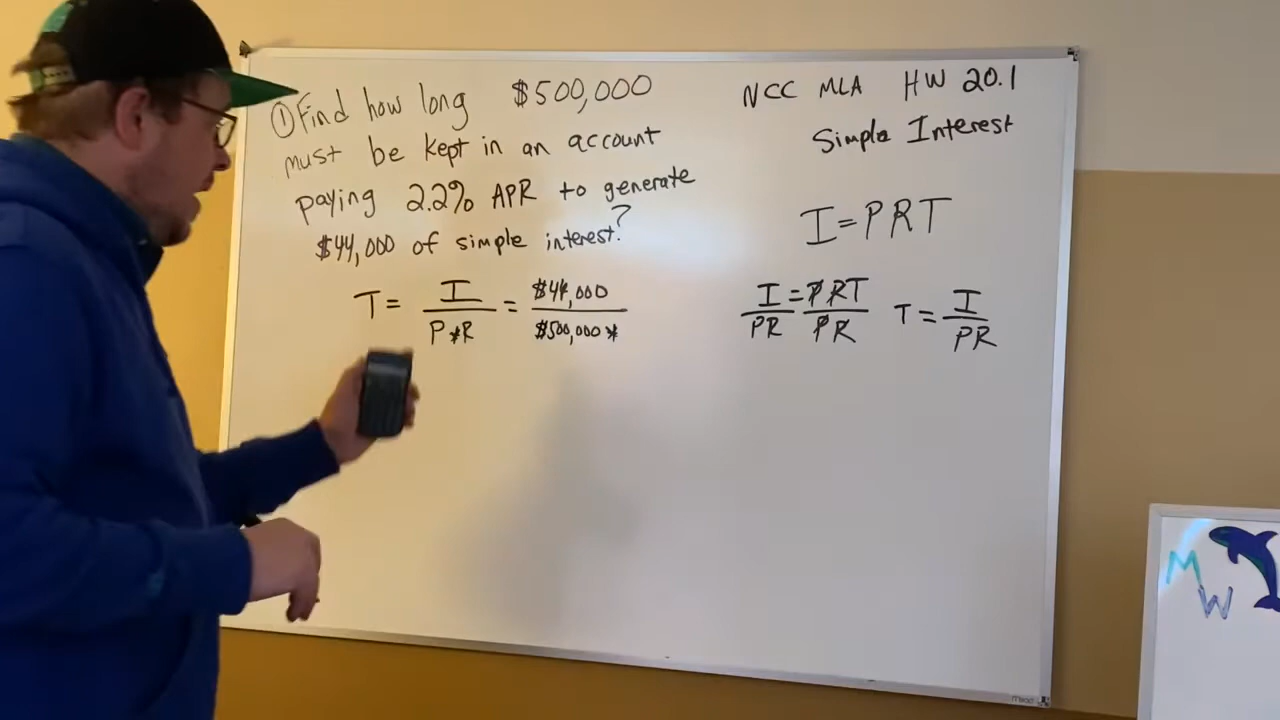 ① Find how long $500,000
must be kept in an account
paying 2.2% APR to generate
$44,000 of simple interest?
T = I / P*R = $44,000 / $500,000 *
NCC MLA HW 20.1
Simple Interest
I = PRT
I / PR = PRT / PR T = I / PR
M
W